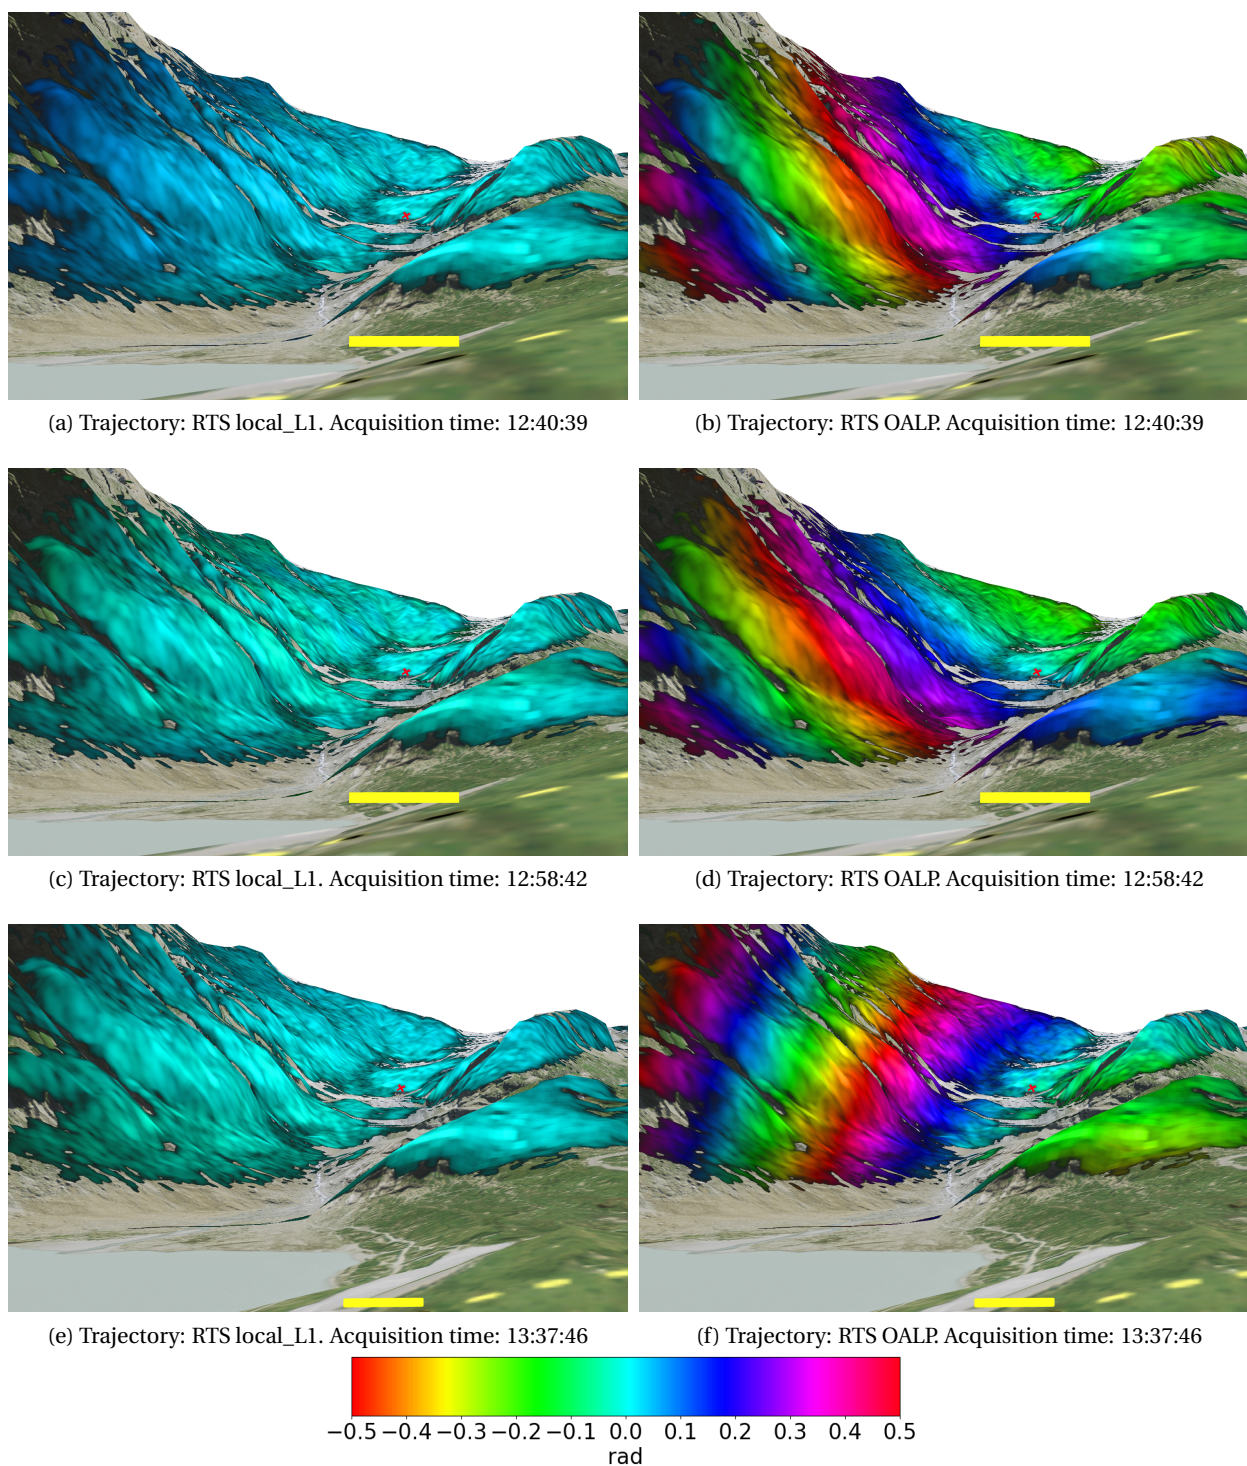 (a) Trajectory: RTS local_L1. Acquisition time: 12:40:39
(b) Trajectory: RTS OALP. Acquisition time: 12:40:39
(c) Trajectory: RTS local_L1. Acquisition time: 12:58:42
(d) Trajectory: RTS OALP. Acquisition time: 12:58:42
(e) Trajectory: RTS local_L1. Acquisition time: 13:37:46
(f) Trajectory: RTS OALP. Acquisition time: 13:37:46
−0.5 −0.4 −0.3 −0.2 −0.1 0.0 0.1 0.2 0.3 0.4 0.5
rad